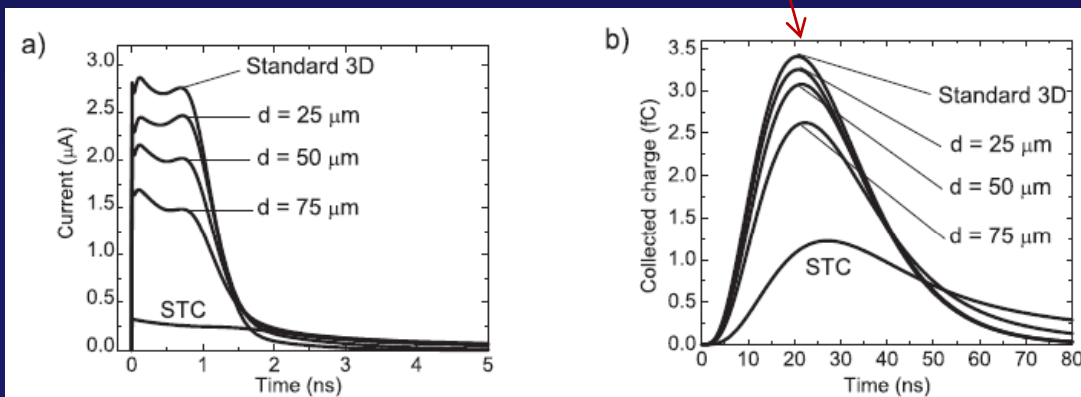 a)
Standard 3D
d = 25 μm
d = 50 μm
d = 75 μm
STC
Current (μA)
3.0
2.5
2.0
1.5
1.0
0.5
0.0
0 1 2 3 4 5
Time (ns)
b)
Standard 3D
d = 25 μm
d = 50 μm
d = 75 μm
STC
Collected charge (fC)
3.5
3.0
2.5
2.0
1.5
1.0
0.5
0.0
0 10 20 30 40 50 60 70 80
Time (ns)